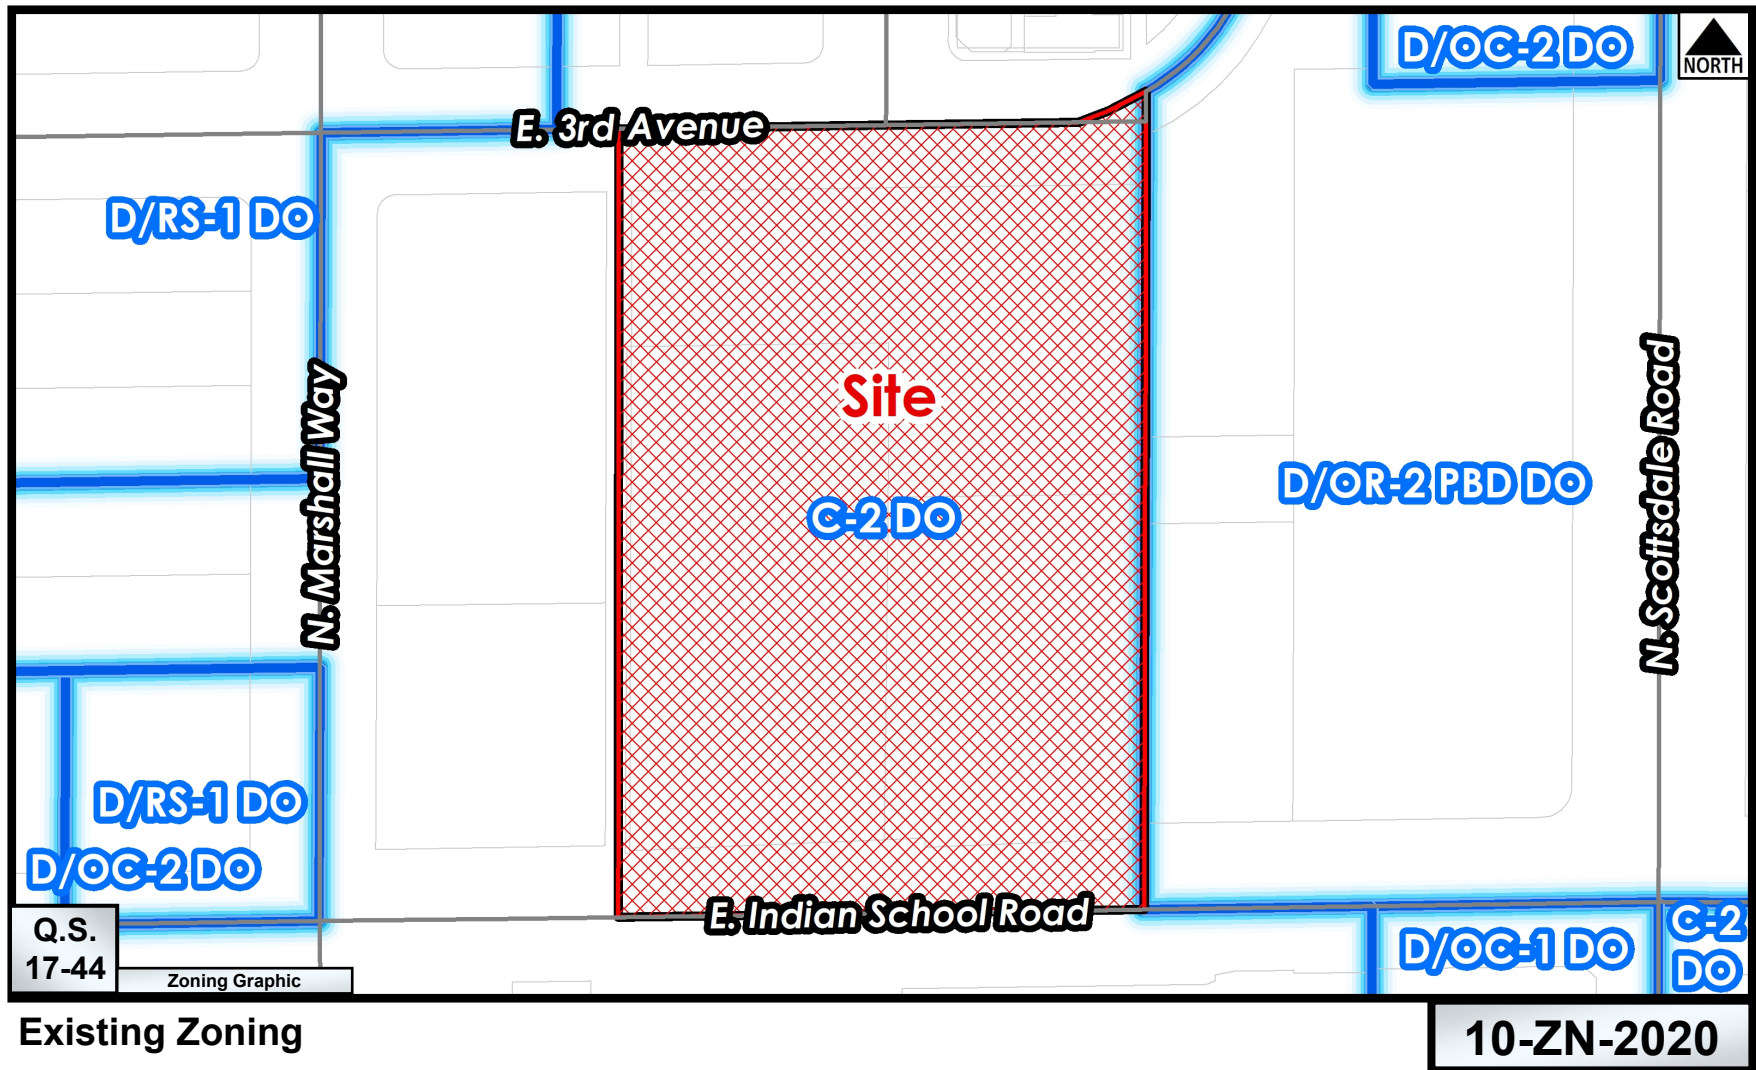 D/OC-2 DO
NORTH
E. 3rd Avenue
D/RS-1 DO
N. Marshall Way
Site
C-2 DO
D/OR-2 PBD DO
N. Scottsdale Road
D/RS-1 DO
D/OC-2 DO
E. Indian School Road
D/OC-1 DO
C-2
DO
Q.S.
17-44
Zoning Graphic
Existing Zoning
10-ZN-2020